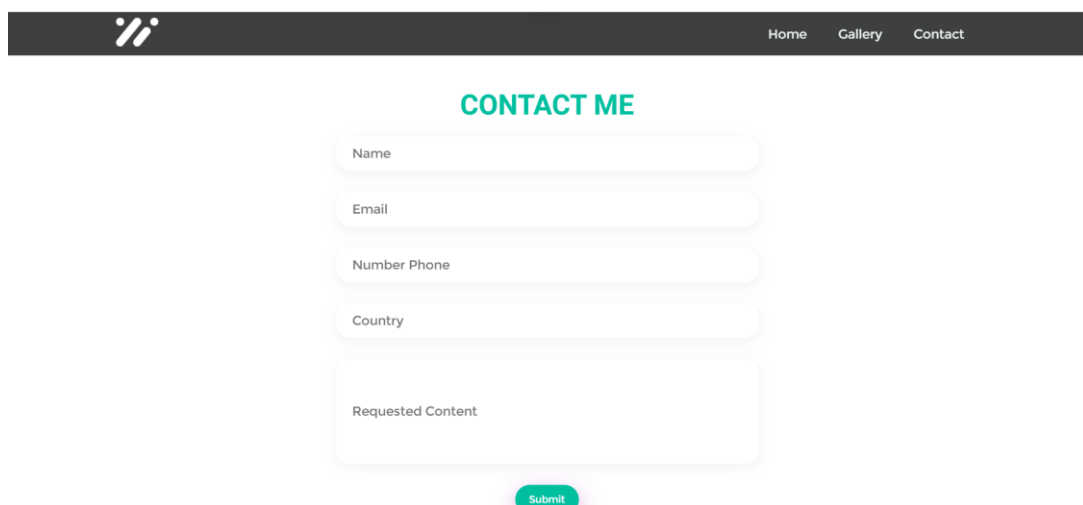 Home Gallery Contact
CONTACT ME
Name
Email
Number Phone
Country
Requested Content
Submit